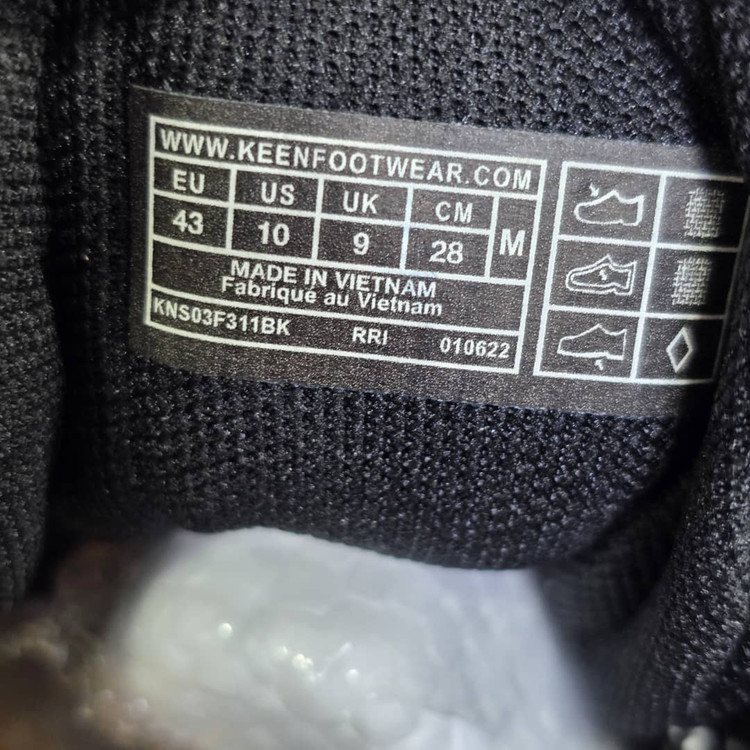 WWW.KEENFOOTWEAR.COM
EU US UK CM M
43 10 9 28
MADE IN VIETNAM
Fabriqué au Vietnam
KNS03F311BK RRI 010622